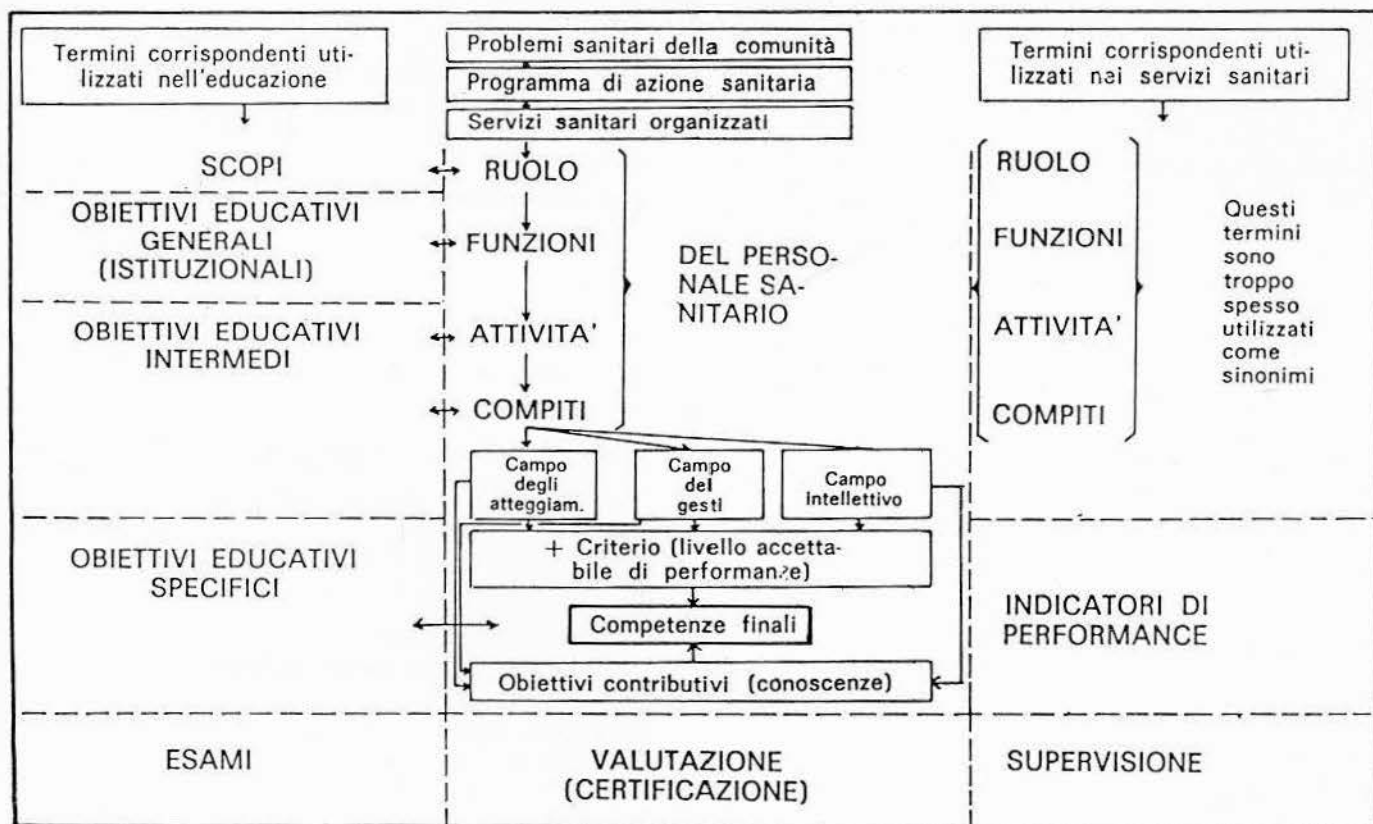 Termini corrispondenti uti-
lizzati nell'educazione
Problemi sanitari della comunità
Programma di azione sanitaria
Servizi sanitari organizzati
Termini corrispondenti uti-
lizzati nei servizi sanitari
SCOPI
OBIETTIVI EDUCATIVI
GENERALI
(ISTITUZIONALI)
OBIETTIVI EDUCATIVI
INTERMEDI
RUOLO
FUNZIONI
ATTIVITA'
COMPITI
DEL PERSO-
NALE SA-
NITARIO
RUOLO
FUNZIONI
ATTIVITA'
COMPITI
Questi
termini
sono
troppo
spesso
utilizzati
come
sinonimi
Campo
degli
atteggiam.
Campo
dei
gesti
Campo
intellettivo
OBIETTIVI EDUCATIVI
SPECIFICI
+ Criterio (livello accetta-
bile di performance)
Competenze finali
Obiettivi contributivi (conoscenze)
INDICATORI DI
PERFORMANCE
ESAMI
VALUTAZIONE
(CERTIFICAZIONE)
SUPERVISIONE